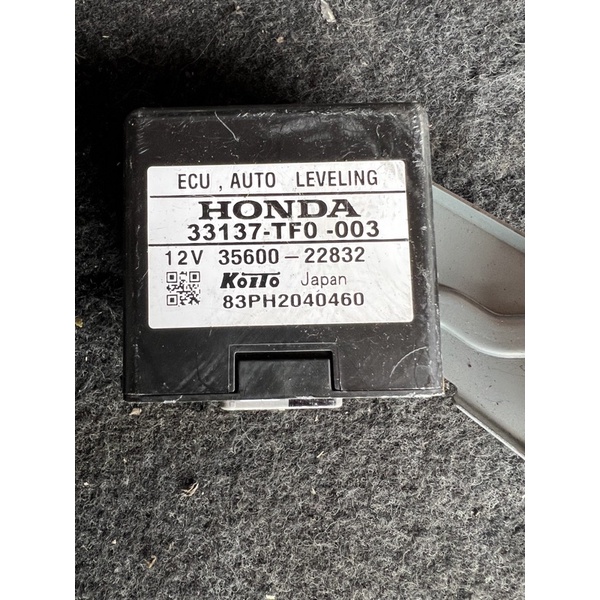 ECU , AUTO LEVELING
HONDA
33137-TF0 -003
12V 35600-22832
KOITO Japan
83PH2040460